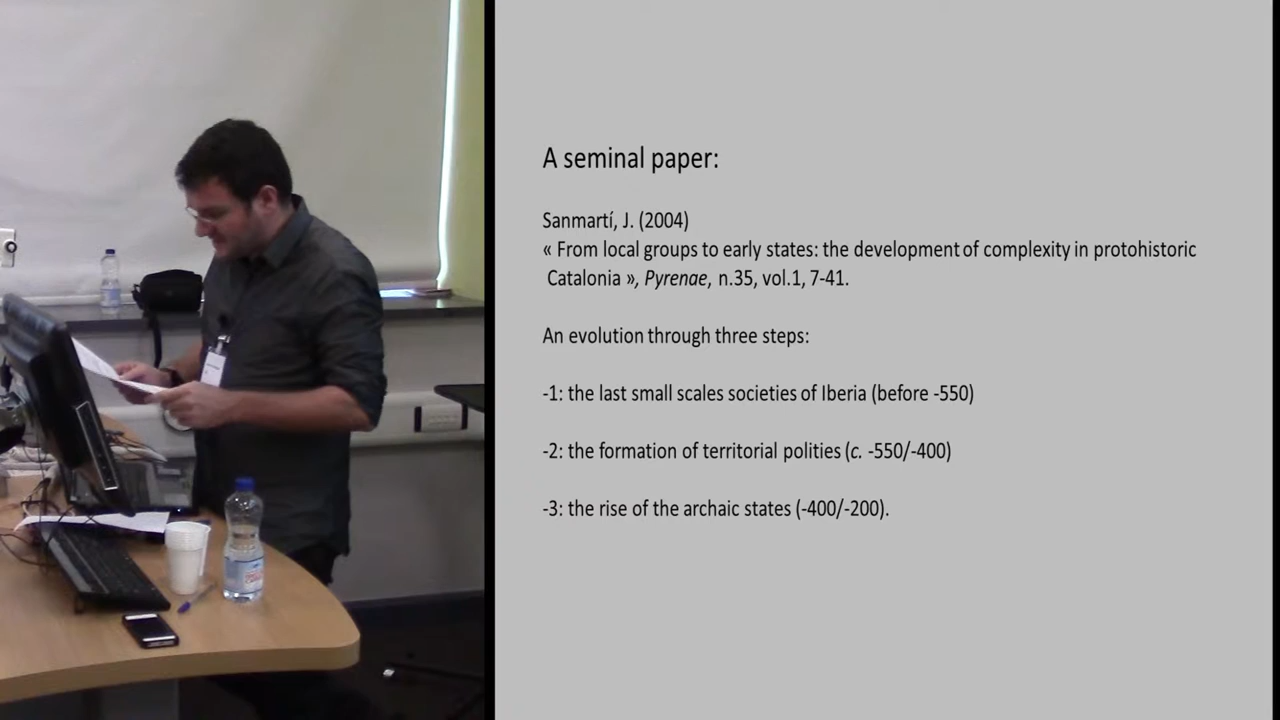 A seminal paper:
Sanmartí, J. (2004)
« From local groups to early states: the development of complexity in protohistoric
Catalonia », Pyrenae, n.35, vol.1, 7-41.
An evolution through three steps:
-1: the last small scales societies of Iberia (before -550)
-2: the formation of territorial polities (c. -550/-400)
-3: the rise of the archaic states (-400/-200).